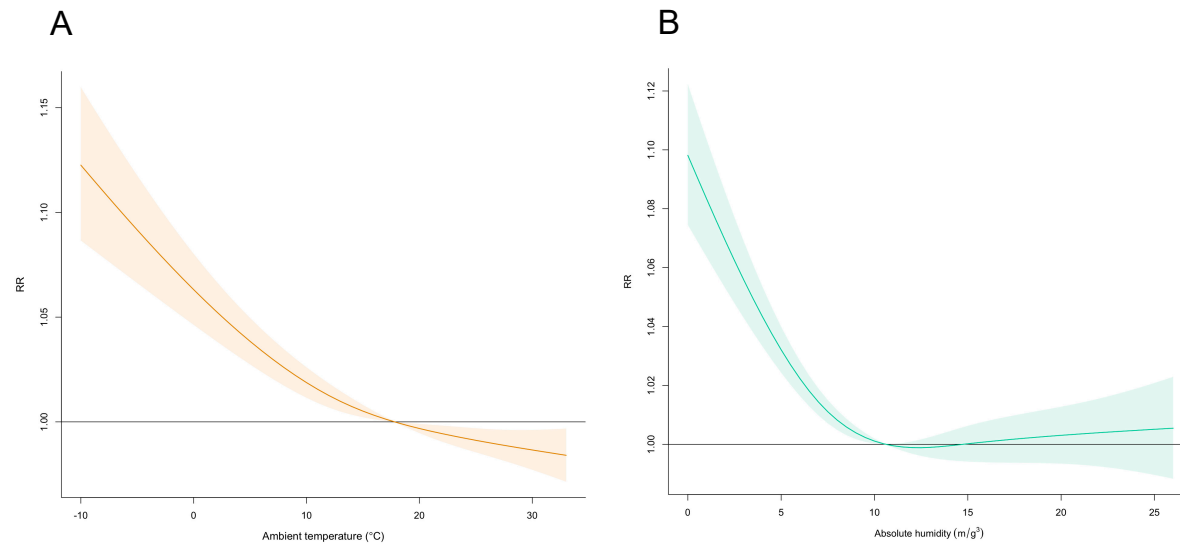 A
B
RR
1.15
1.10
1.05
1.00
-10 0 10 20 30
Ambient temperature (°C)
RR
1.12
1.10
1.08
1.06
1.04
1.02
1.00
0 5 10 15 20 25
Absolute humidity (m/g³)